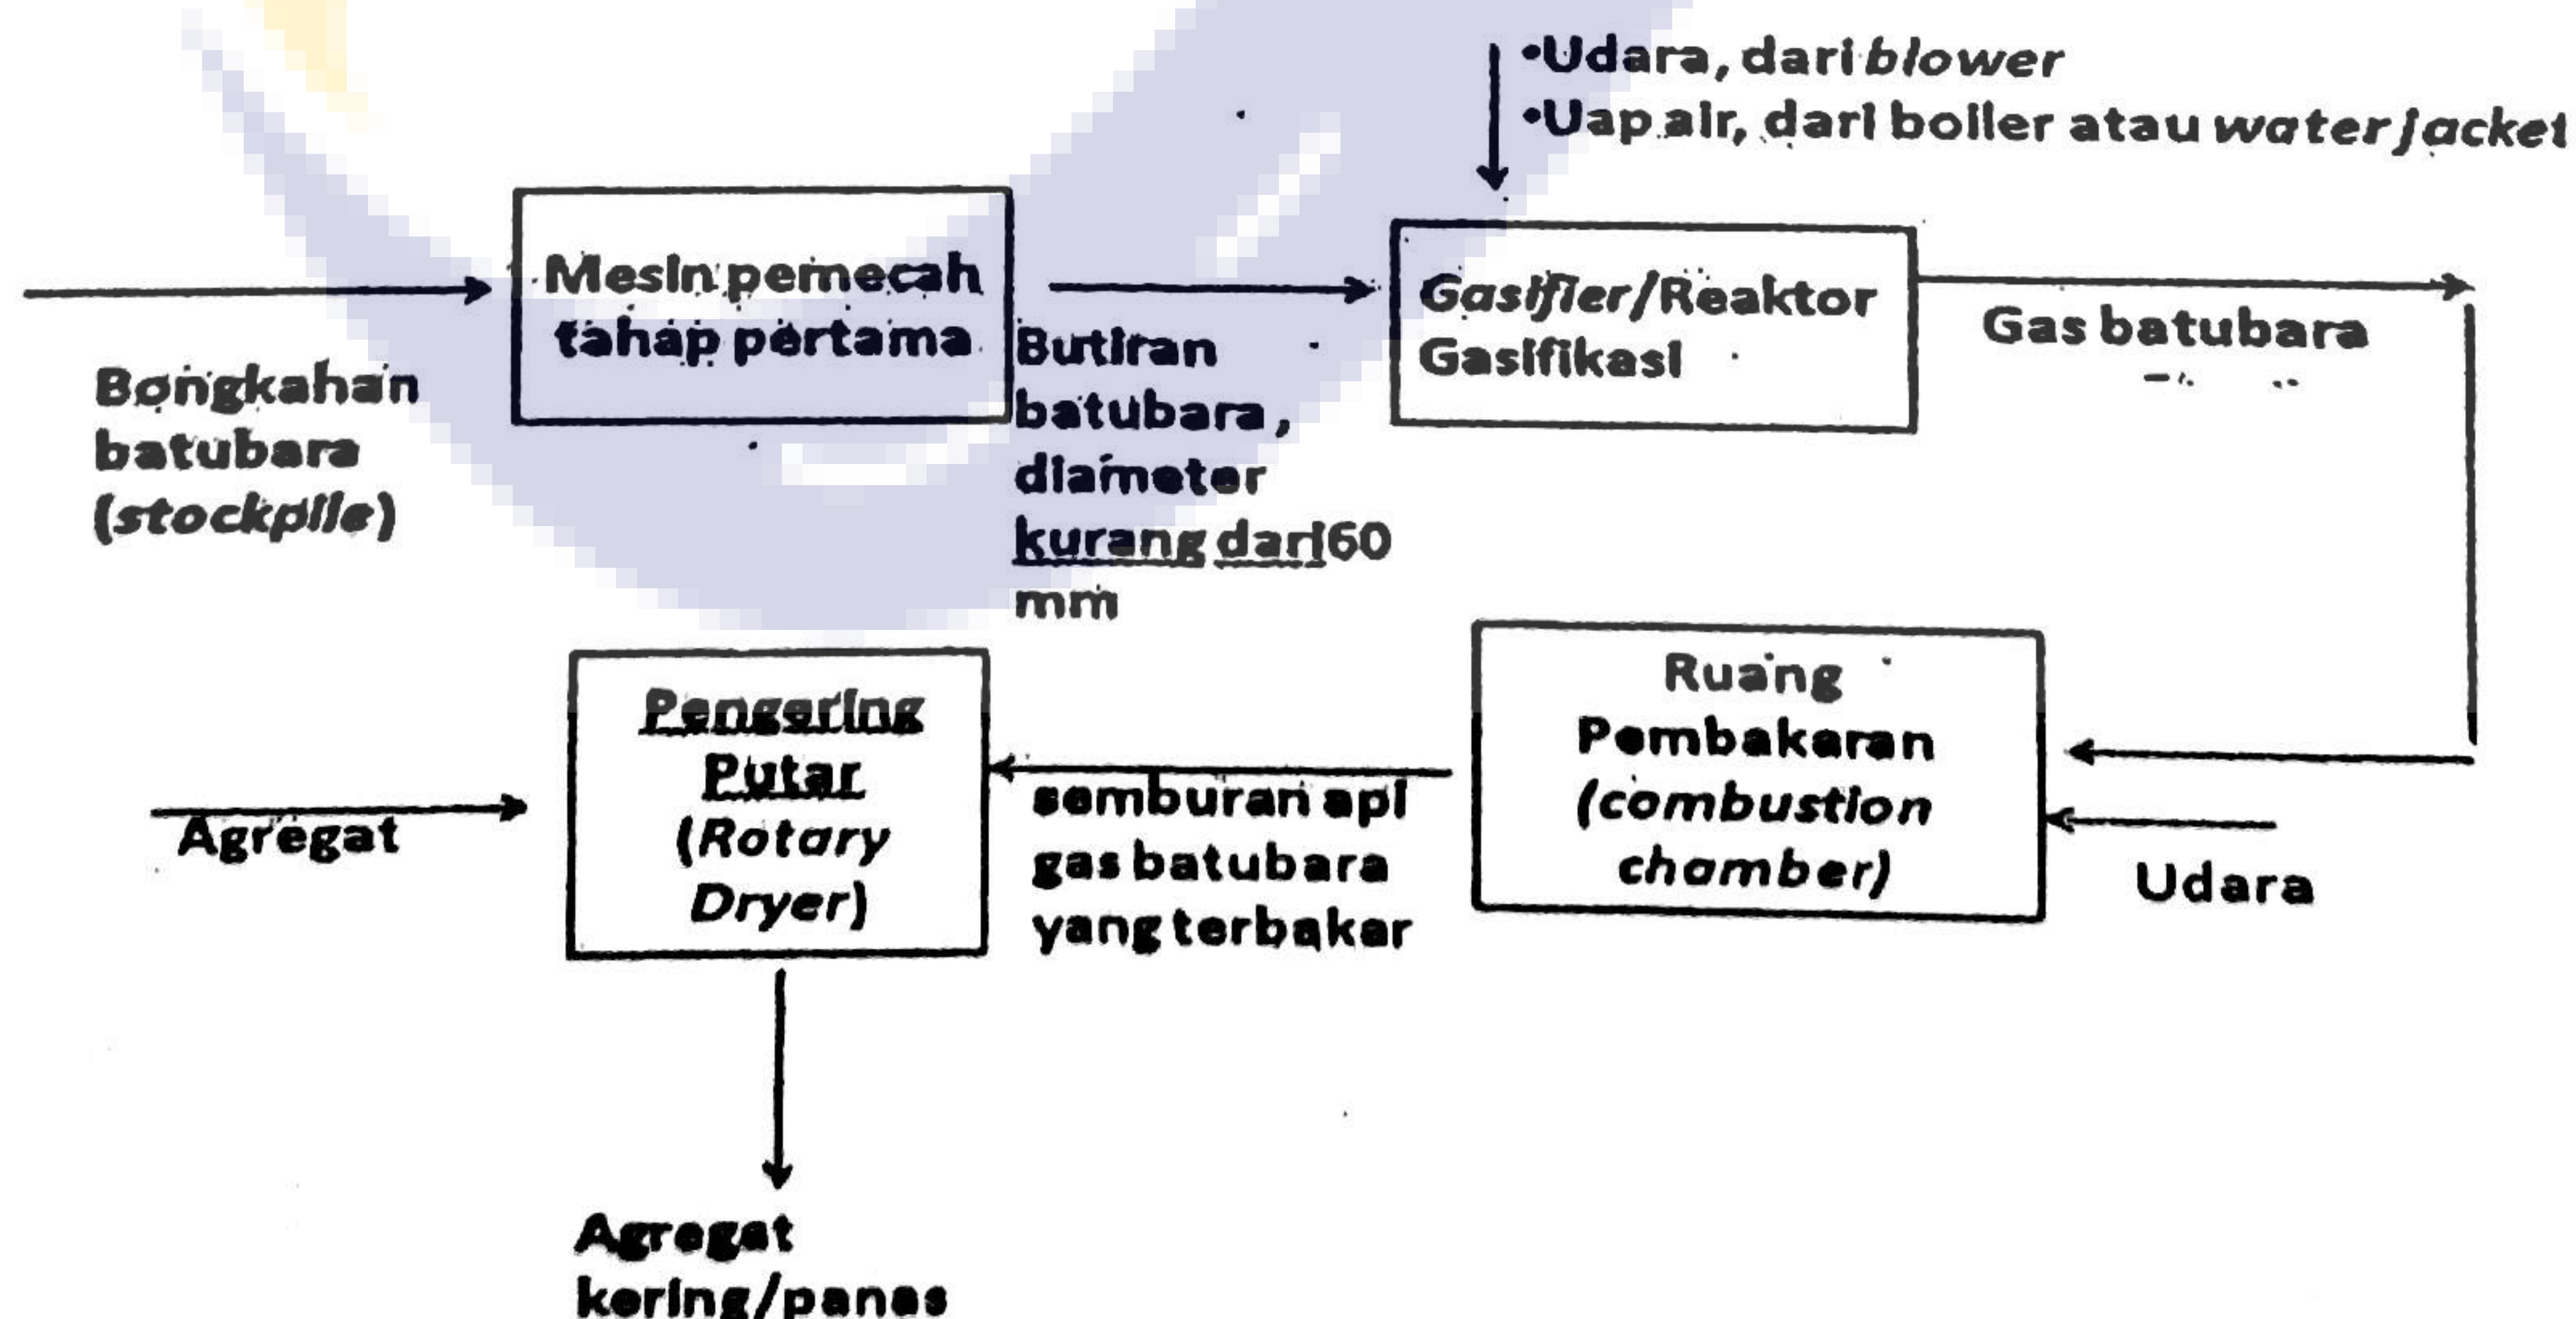 •Udara, dari blower
•Uap air, dari boiler atau water jacket
Mesin pemecah
tahap pertama
Gasifier/Reaktor
Gasifikasi
Gas batubara
Bongkahan
batubara
(stockpile)
Butiran
batubara,
diameter
kurang dari 60
mm
Pengering
Putar
(Rotary
Dryer)
Ruang
Pembakaran
(combustion
chamber)
Agregat
semburan api
gas batubara
yang terbakar
Udara
Agregat
kering/panas